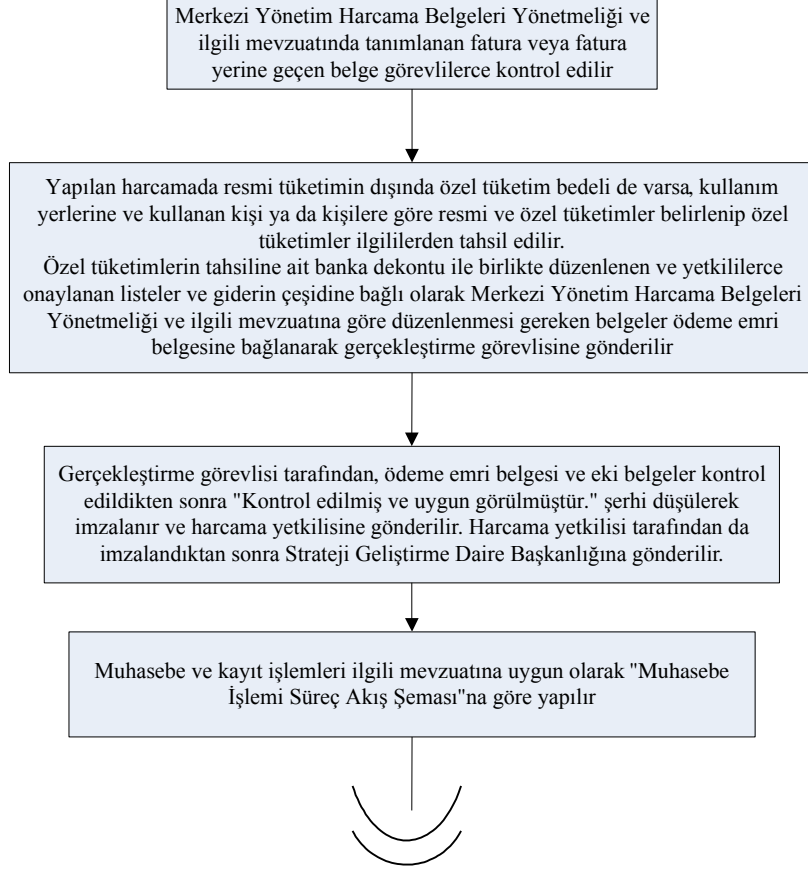 Merkezi Yönetim Harcama Belgeleri Yönetmeliği ve
ilgili mevzuatında tanımlanan fatura veya fatura
yerine geçen belge görevlilerce kontrol edilir
Yapılan harcamada resmi tüketimin dışında özel tüketim bedeli de varsa, kullanım
yerlerine ve kullanan kişi ya da kişilere göre resmi ve özel tüketimler belirlenip özel
tüketimler ilgililerden tahsil edilir.
Özel tüketimlerin tahsiline ait banka dekontu ile birlikte düzenlenen ve yetkililerce
onaylanan listeler ve giderin çeşidine bağlı olarak Merkezi Yönetim Harcama Belgeleri
Yönetmeliği ve ilgili mevzuatına göre düzenlenmesi gereken belgeler ödeme emri
belgesine bağlanarak gerçekleştirme görevlisine gönderilir
Gerçekleştirme görevlisi tarafından, ödeme emri belgesi ve eki belgeler kontrol
edildikten sonra "Kontrol edilmiş ve uygun görülmüştür." şerhi düşülerek
imzalanır ve harcama yetkilisine gönderilir. Harcama yetkilisi tarafından da
imzalandıktan sonra Strateji Geliştirme Daire Başkanlığına gönderilir.
Muhasebe ve kayıt işlemleri ilgili mevzuatına uygun olarak "Muhasebe
İşlemi Süreç Akış Şeması"na göre yapılır